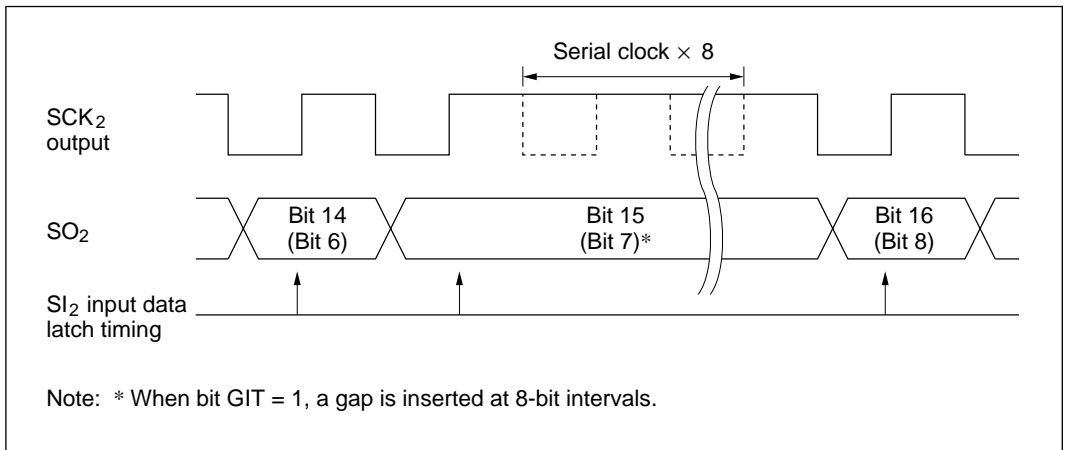 Serial clock × 8
SCK₂
output
SO₂
Bit 14
(Bit 6)
Bit 15
(Bit 7)*
Bit 16
(Bit 8)
SI₂ input data
latch timing
Note: * When bit GIT = 1, a gap is inserted at 8-bit intervals.